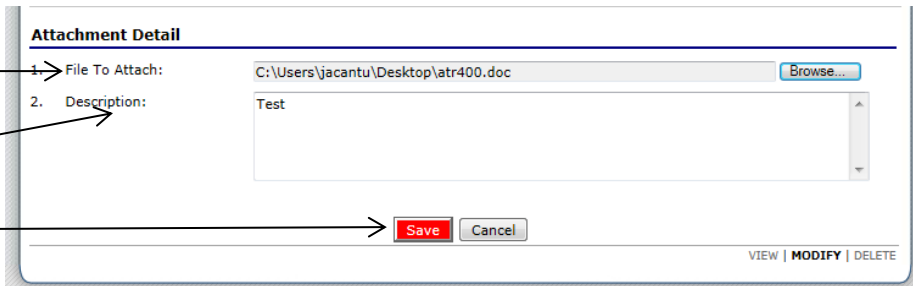 Attachment Detail
1. File To Attach: C:\Users\jacantu\Desktop\atr400.doc Browse...
2. Description: Test
Save Cancel
VIEW | MODIFY | DELETE